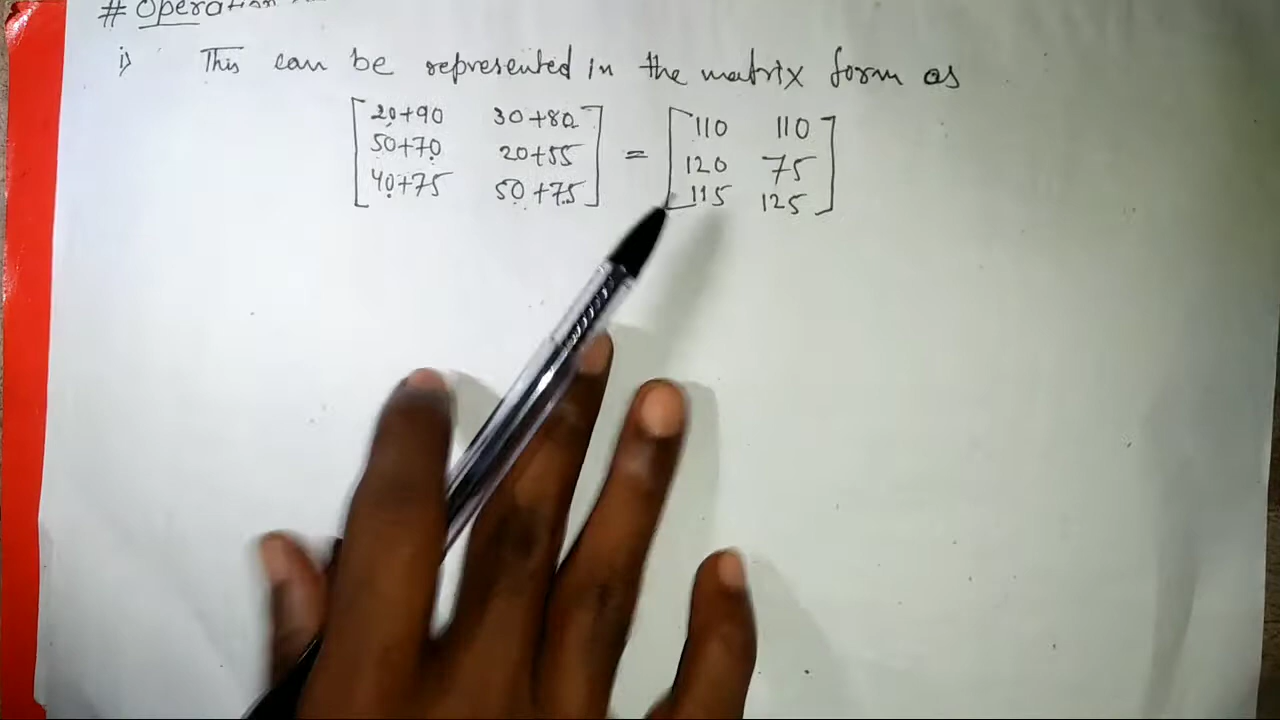 # Operation
i) This can be represented in the matrix form as
[20+90 30+80] [110 110]
[50+70 20+55] = [120 75]
[40+75 50+75] [115 125]